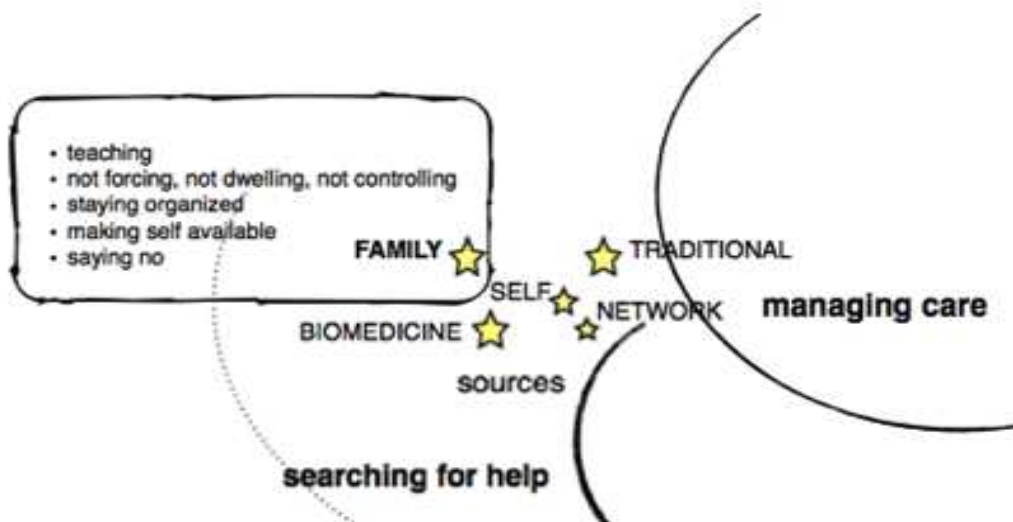 • teaching
• not forcing, not dwelling, not controlling
• staying organized
• making self available
• saying no
FAMILY
TRADITIONAL
SELF
NETWORK
BIOMEDICINE
managing care
sources
searching for help